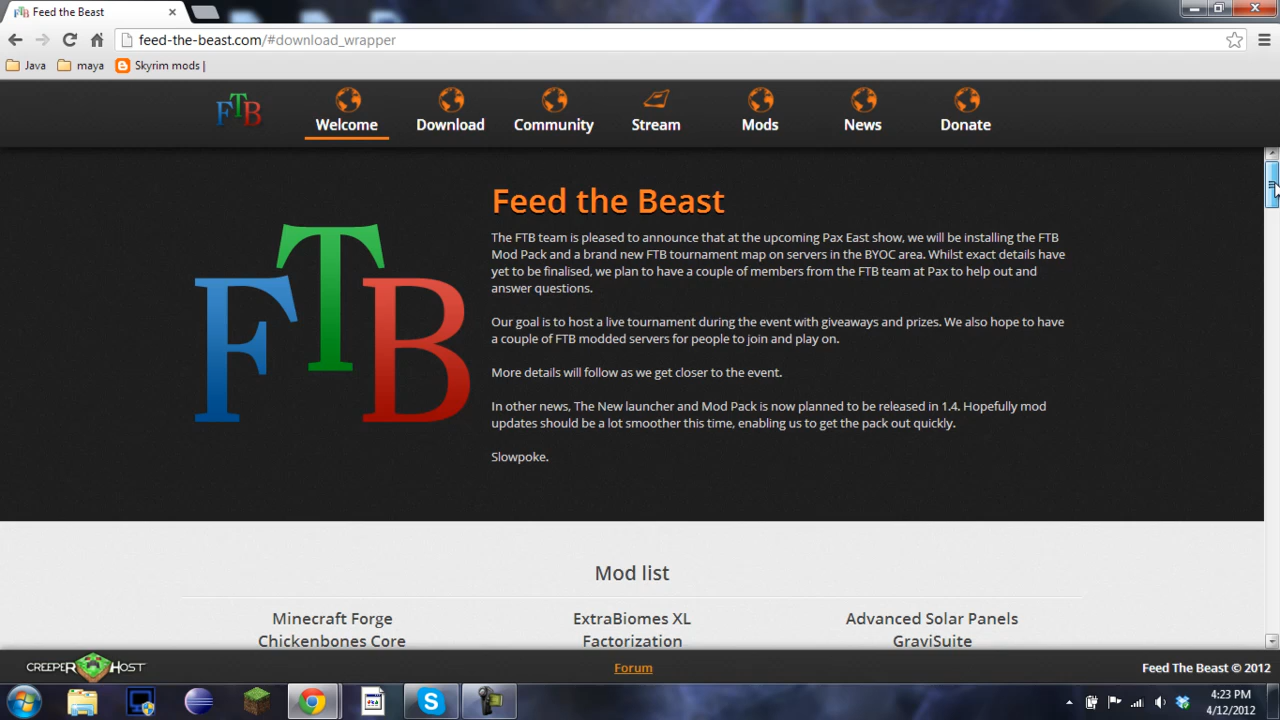 FTB Feed the Beast
feed-the-beast.com/#download_wrapper
Java
maya
Skyrim mods |
FTB
Welcome
Download
Community
Stream
Mods
News
Donate
FTB
Feed the Beast
The FTB team is pleased to announce that at the upcoming Pax East show, we will be installing the FTB
Mod Pack and a brand new FTB tournament map on servers in the BYOC area. Whilst exact details have
yet to be finalised, we plan to have a couple of members from the FTB team at Pax to help out and
answer questions.
Our goal is to host a live tournament during the event with giveaways and prizes. We also hope to have
a couple of FTB modded servers for people to join and play on.
More details will follow as we get closer to the event.
In other news, The New launcher and Mod Pack is now planned to be released in 1.4. Hopefully mod
updates should be a lot smoother this time, enabling us to get the pack out quickly.
Slowpoke.
Mod list
Minecraft Forge
ExtraBiomes XL
Advanced Solar Panels
Chickenbones Core
Factorization
GraviSuite
CREEPER HOST
Forum
Feed The Beast © 2012
4:23 PM
4/12/2012